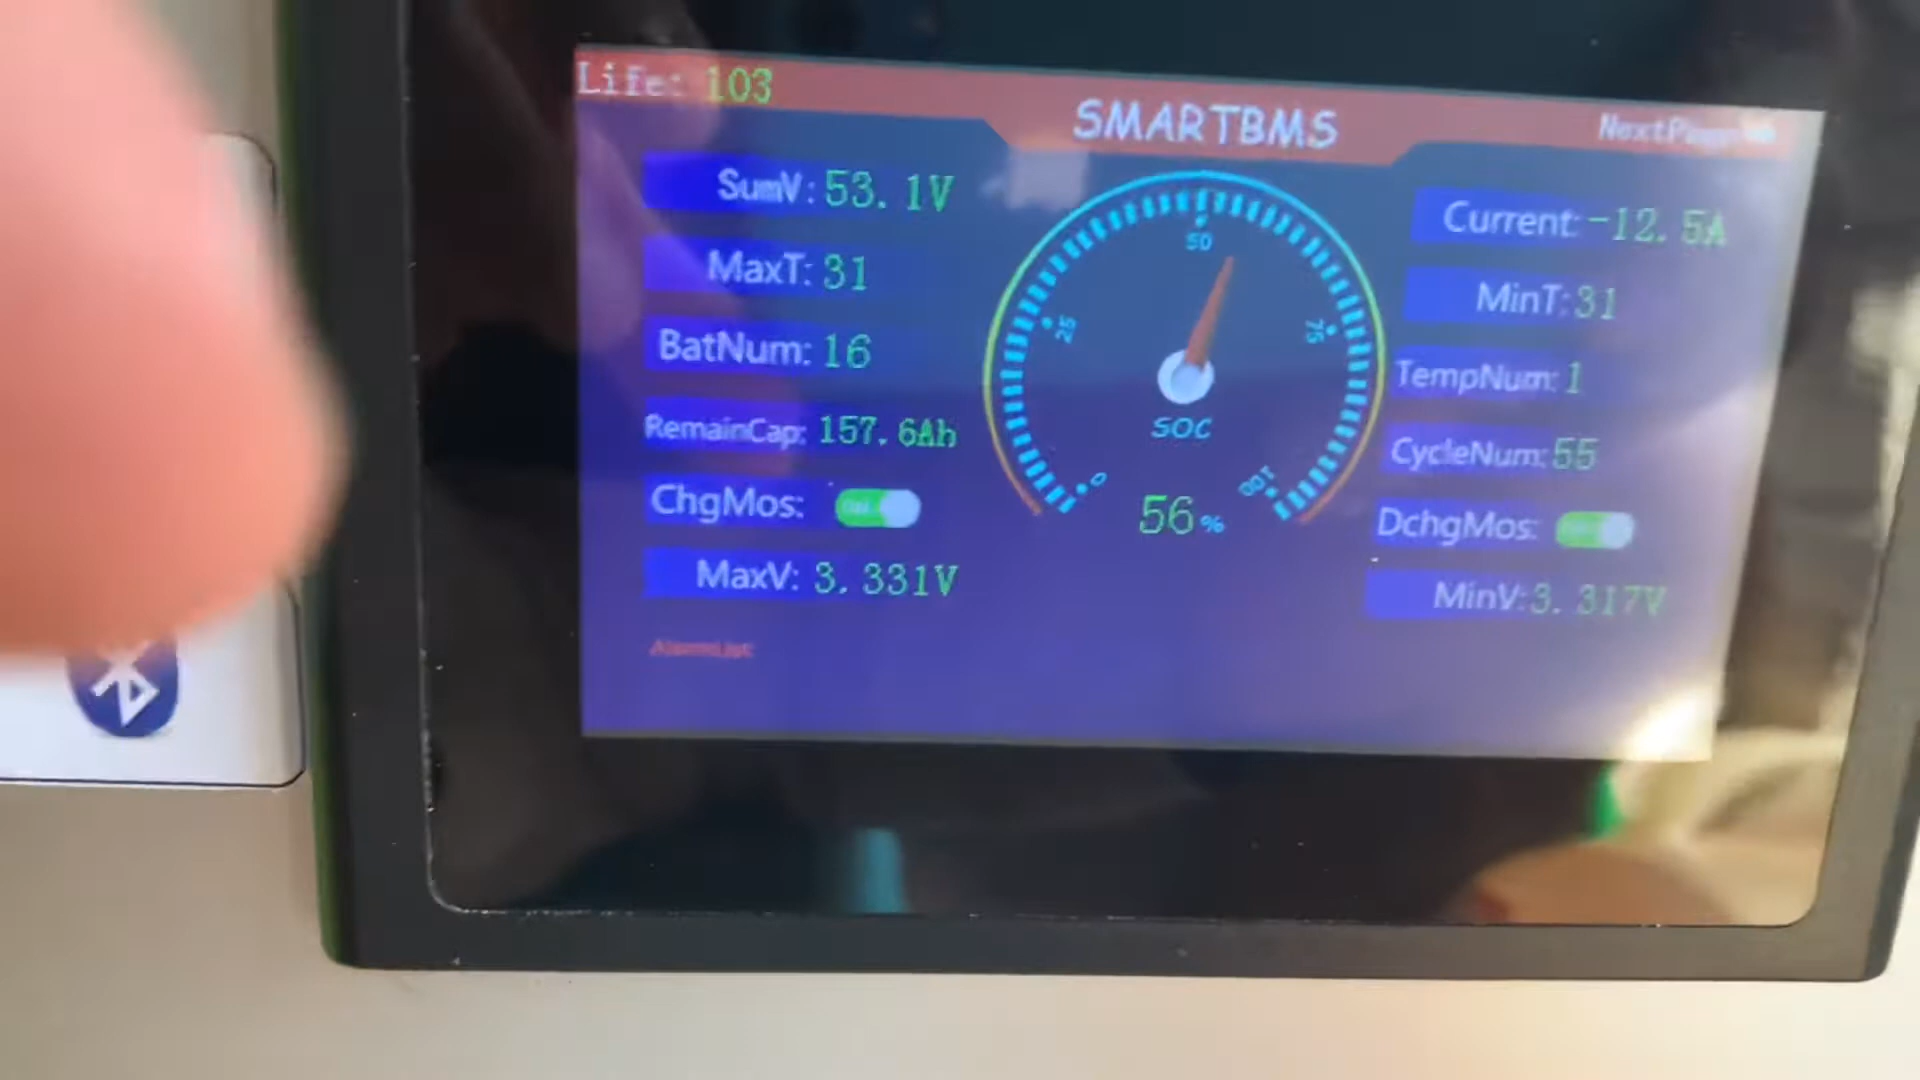 Life: 103
SMARTBMS
SumV: 53.1V
Current: -12.5A
MaxT: 31
MinT: 31
BatNum: 16
TempNum: 1
RemainCap: 157.6Ah
CycleNum: 55
ChgMos:
DchgMos:
MaxV: 3.331V
MinV: 3.317V
0
25
50
75
100
SOC
56%